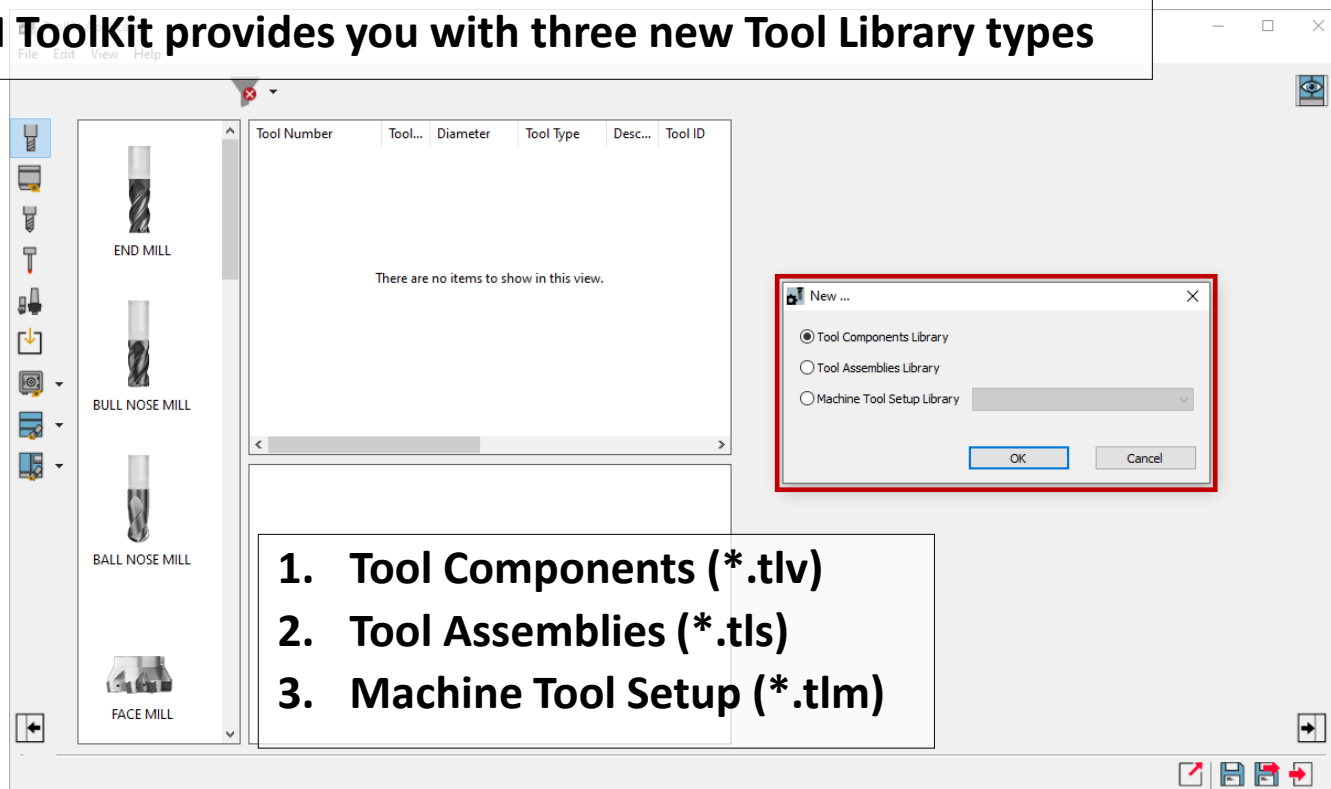 ToolKit provides you with three new Tool Library types
File Edit View Help
Tool Number Tool... Diameter Tool Type Desc... Tool ID
END MILL
There are no items to show in this view.
New ...
Tool Components Library
Tool Assemblies Library
Machine Tool Setup Library
BULL NOSE MILL
OK Cancel
BALL NOSE MILL
1. Tool Components (*.tlv)
2. Tool Assemblies (*.tls)
3. Machine Tool Setup (*.tlm)
FACE MILL